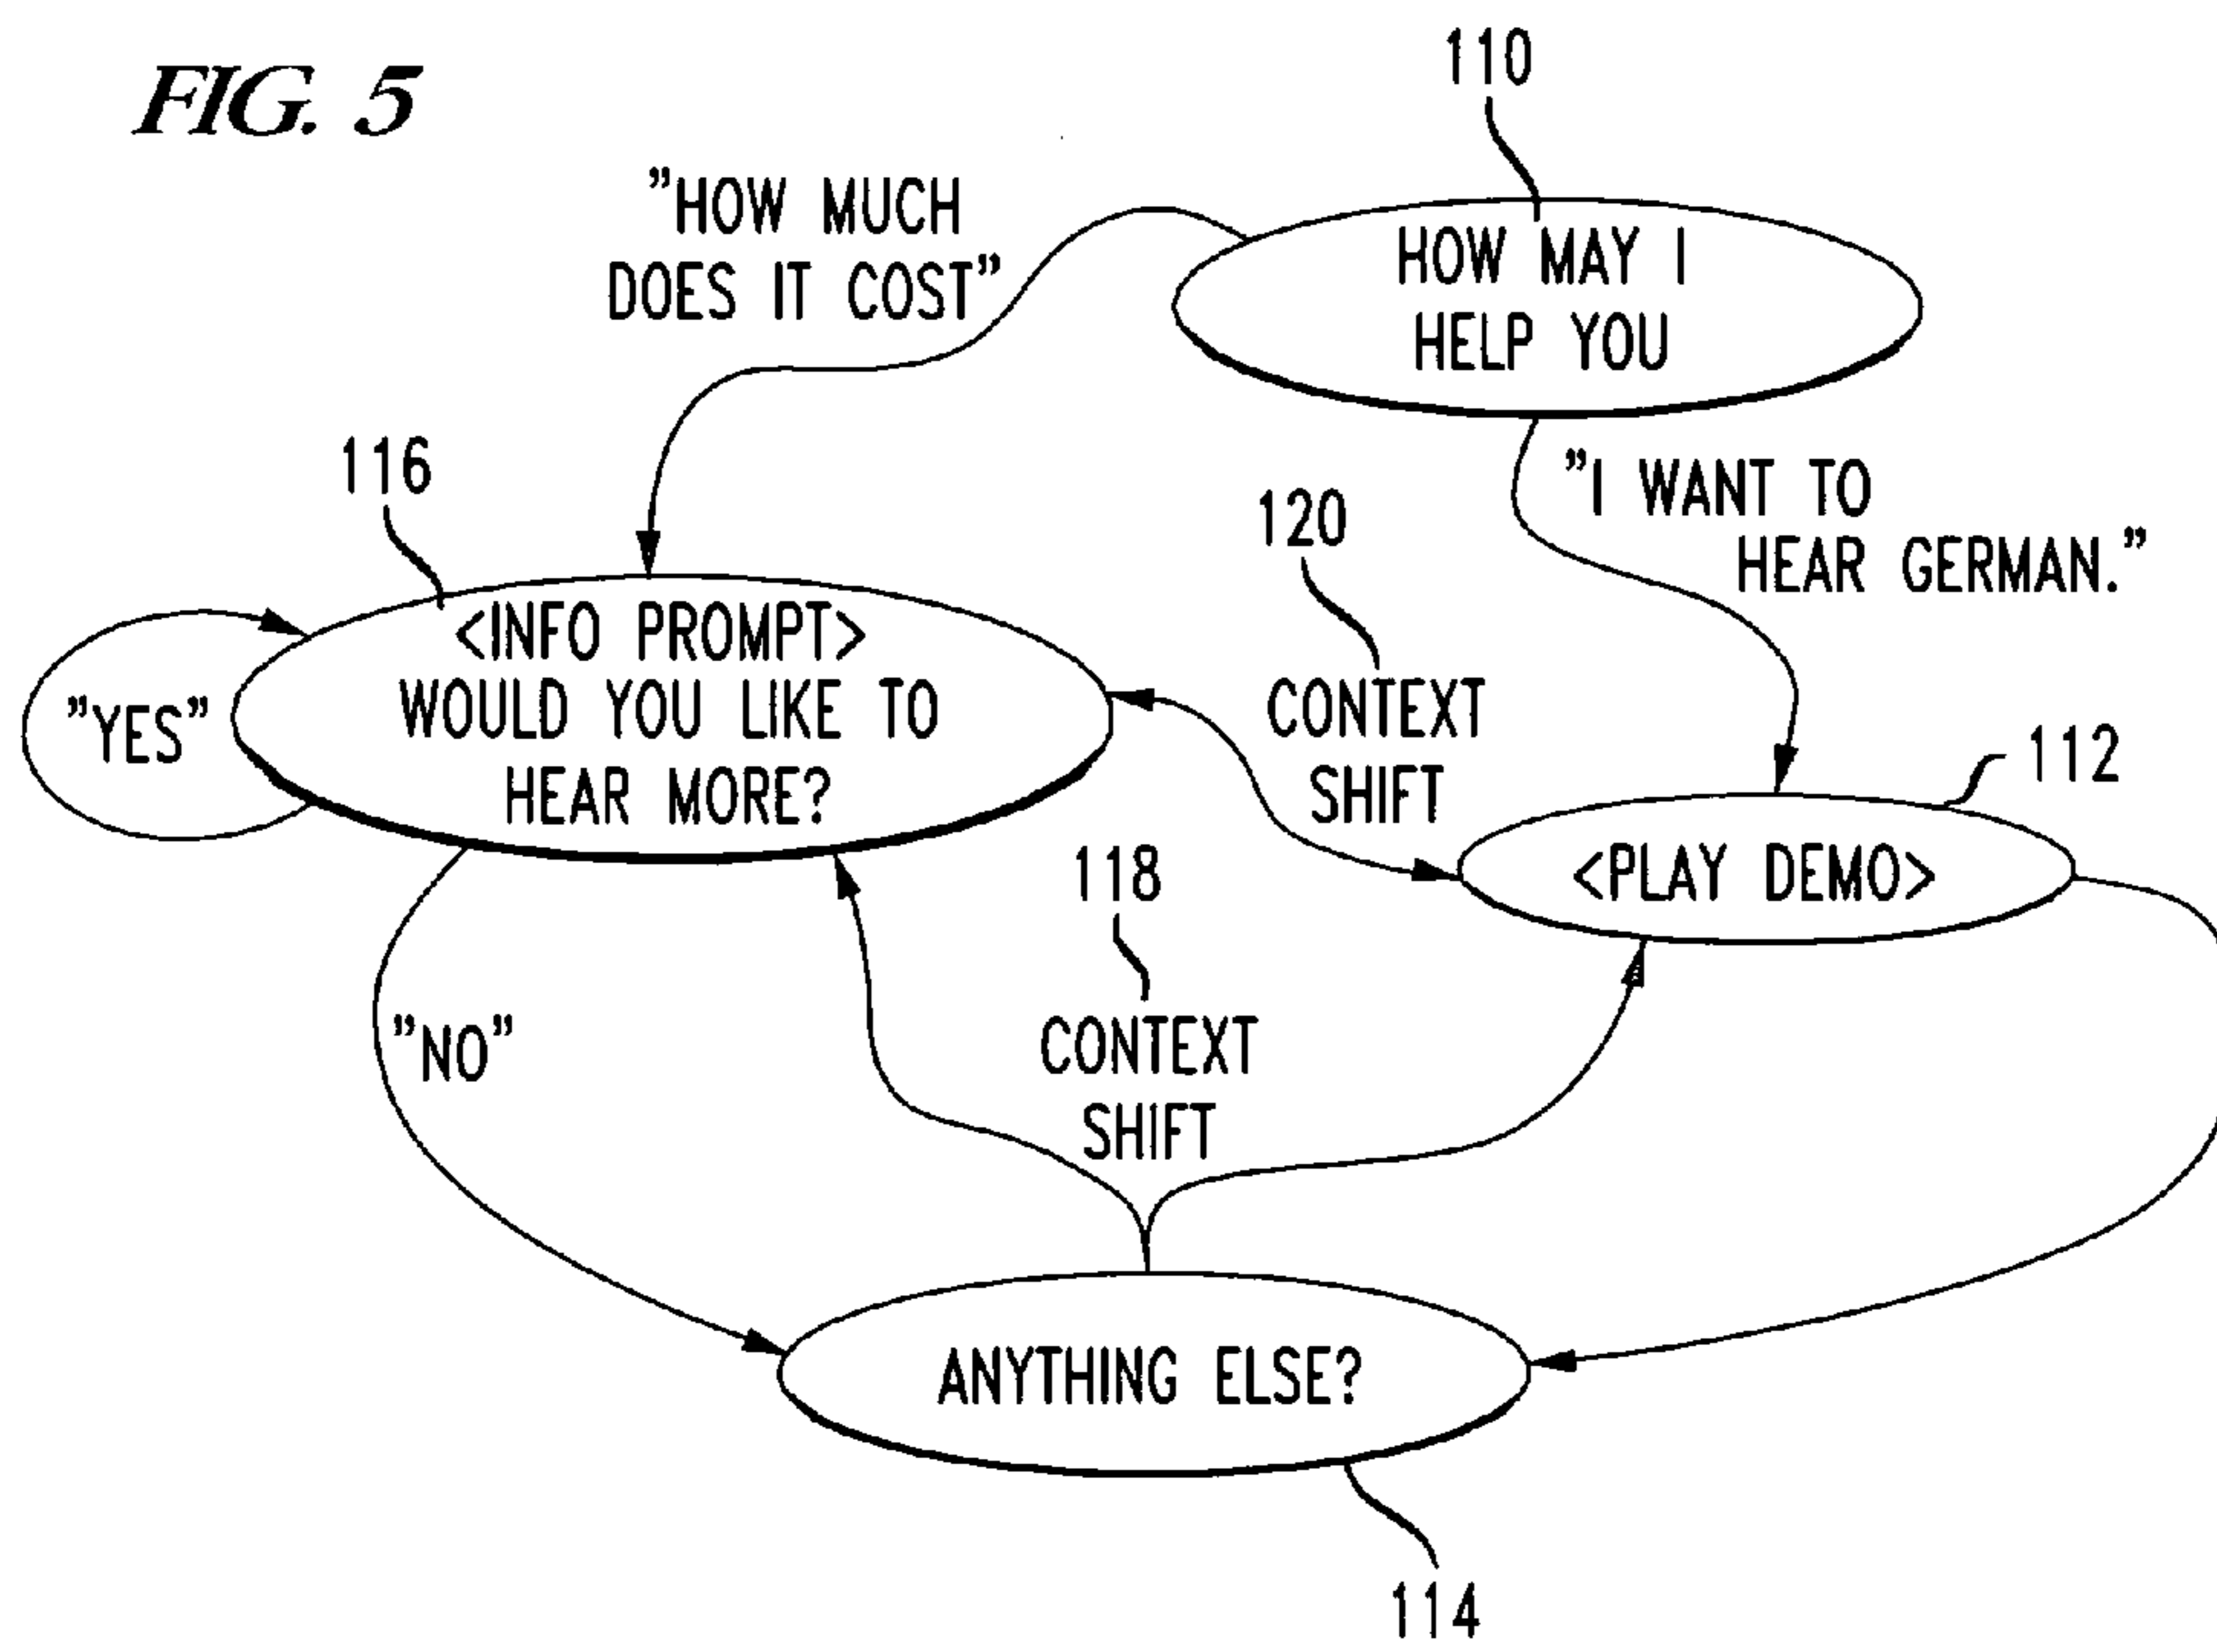 FIG. 5
110
”HOW MUCH
DOES IT COST”
HOW MAY I
HELP YOU
116
”I WANT TO
HEAR GERMAN.”
120
<INFO PROMPT>
WOULD YOU LIKE TO
HEAR MORE?
”YES”
CONTEXT
SHIFT
112
<PLAY DEMO>
118
CONTEXT
SHIFT
”NO”
ANYTHING ELSE?
114